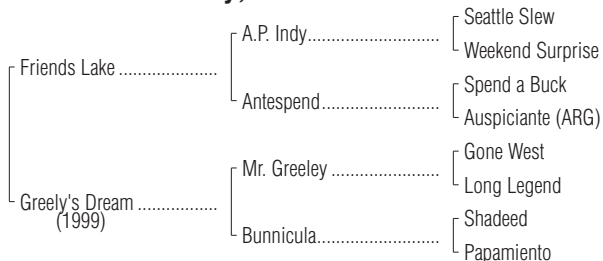 Seattle Slew
A.P. Indy
Weekend Surprise
Friends Lake
Spend a Buck
Antespend
Auspiciante (ARG)
Gone West
Mr. Greeley
Long Legend
Greely's Dream
(1999)
Shadeed
Bunnicula
Papamiento